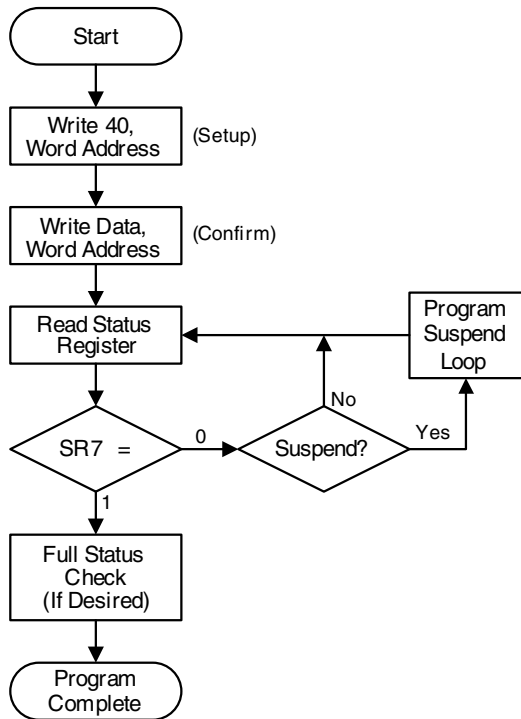 Start
Write 40,
Word Address
(Setup)
Write Data,
Word Address
(Confirm)
Read Status
Register
Program
Suspend
Loop
No
SR7 =
0
Suspend?
Yes
1
Full Status
Check
(If Desired)
Program
Complete